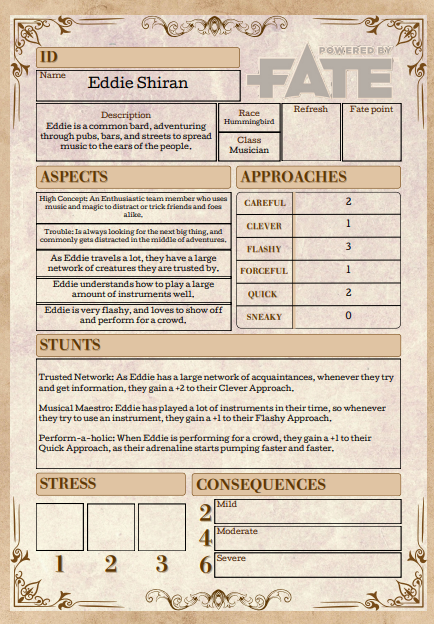 POWERED BY
FATE
ID
Name
Eddie Shiran
Description
Eddie is a common bard, adventuring
through pubs, bars, and streets to spread
music to the ears of the people.
Race
Hummingbird
Class
Musician
Refresh
Fate point
ASPECTS
High Concept: An Enthusiastic team member who uses
music and magic to distract or trick friends and foes
alike.
Trouble: Is always looking for the next big thing, and
commonly gets distracted in the middle of adventures.
As Eddie travels a lot, they have a large
network of creatures they are trusted by.
Eddie understands how to play a large
amount of instruments well.
Eddie is very flashy, and loves to show off
and perform for a crowd.
APPROACHES
CAREFUL 2
CLEVER 1
FLASHY 3
FORCEFUL 1
QUICK 2
SNEAKY 0
STUNTS
Trusted Network: As Eddie has a large network of acquaintances, whenever they try
and get information, they gain a +2 to their Clever Approach.
Musical Maestro: Eddie has played a lot of instruments in their time, so whenever
they try to use an instrument, they gain a +1 to their Flashy Approach.
Perform-a-holic: When Eddie is performing for a crowd, they gain a +1 to their
Quick Approach, as their adrenaline starts pumping faster and faster.
STRESS
1 2 3
CONSEQUENCES
2 Mild
4 Moderate
6 Severe